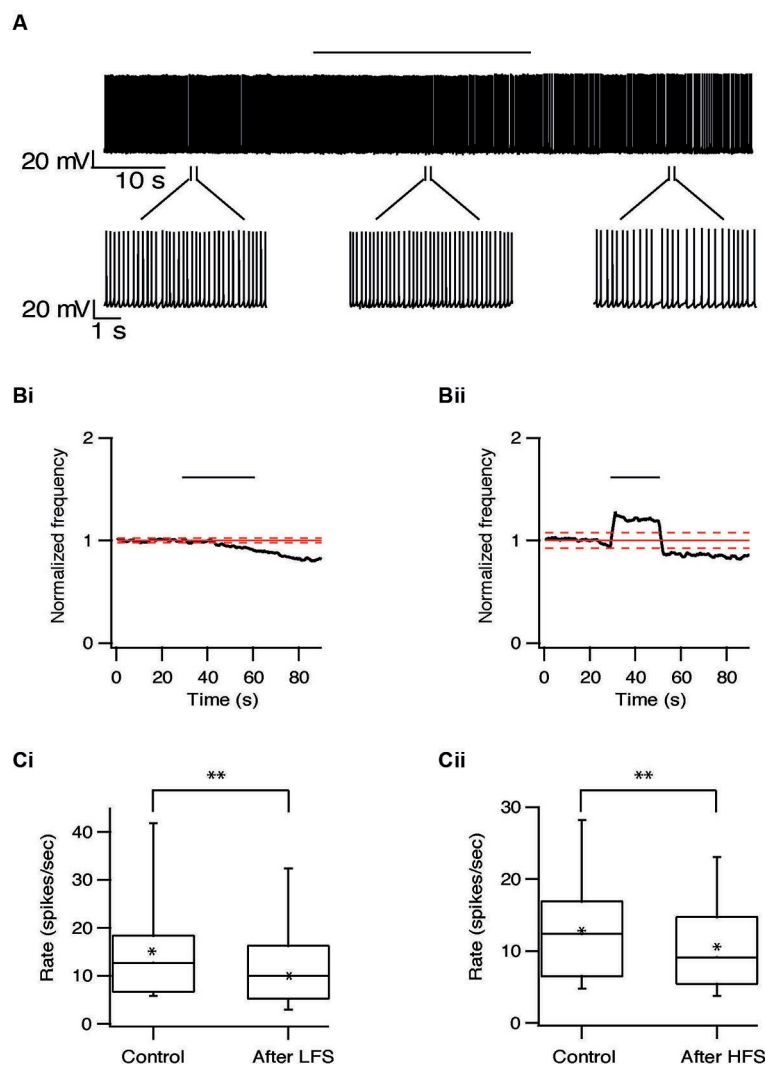 A
20 mV
10 s
20 mV
1 s
Bi
Bii
2
1
0
Normalized frequency
0 20 40 60 80
Time (s)
2
1
0
Normalized frequency
0 20 40 60 80
Time (s)
Ci
Cii
**
40
30
20
10
0
Rate (spikes/sec)
*
*
Control After LFS
**
30
20
10
0
Rate (spikes/sec)
*
*
Control After HFS